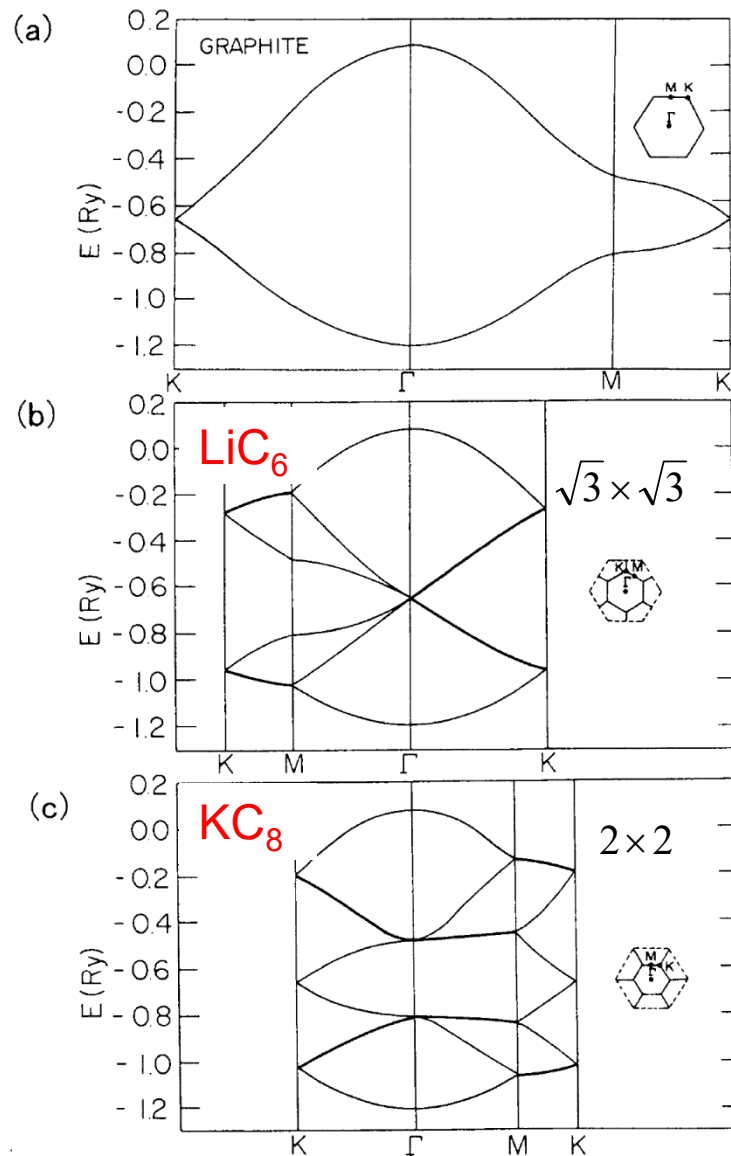 (a)
GRAPHITE
0.2
0.0
-0.2
-0.4
-0.6
-0.8
-1.0
-1.2
E (Ry)
M K
Γ
K Γ M K
(b)
LiC₆
√3 × √3
0.2
0.0
-0.2
-0.4
-0.6
-0.8
-1.0
-1.2
E (Ry)
K M
Γ
K M Γ K
(c)
KC₈
2 × 2
0.2
0.0
-0.2
-0.4
-0.6
-0.8
-1.0
-1.2
E (Ry)
M
K
Γ
K Γ M K